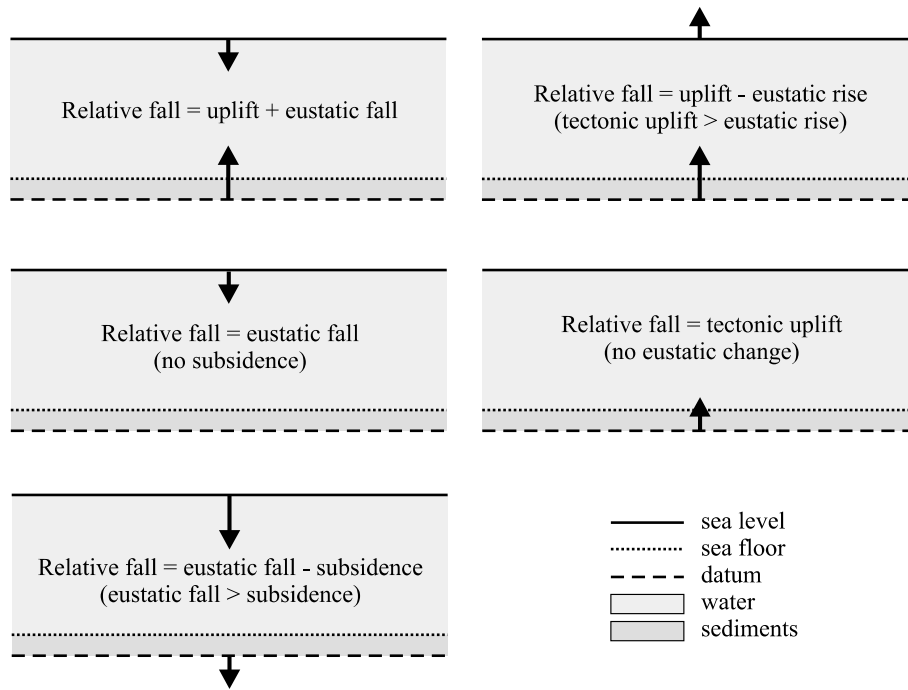 Relative fall = uplift + eustatic fall
Relative fall = uplift - eustatic rise
(tectonic uplift > eustatic rise)
Relative fall = eustatic fall
(no subsidence)
Relative fall = tectonic uplift
(no eustatic change)
Relative fall = eustatic fall - subsidence
(eustatic fall > subsidence)
sea level
sea floor
datum
water
sediments